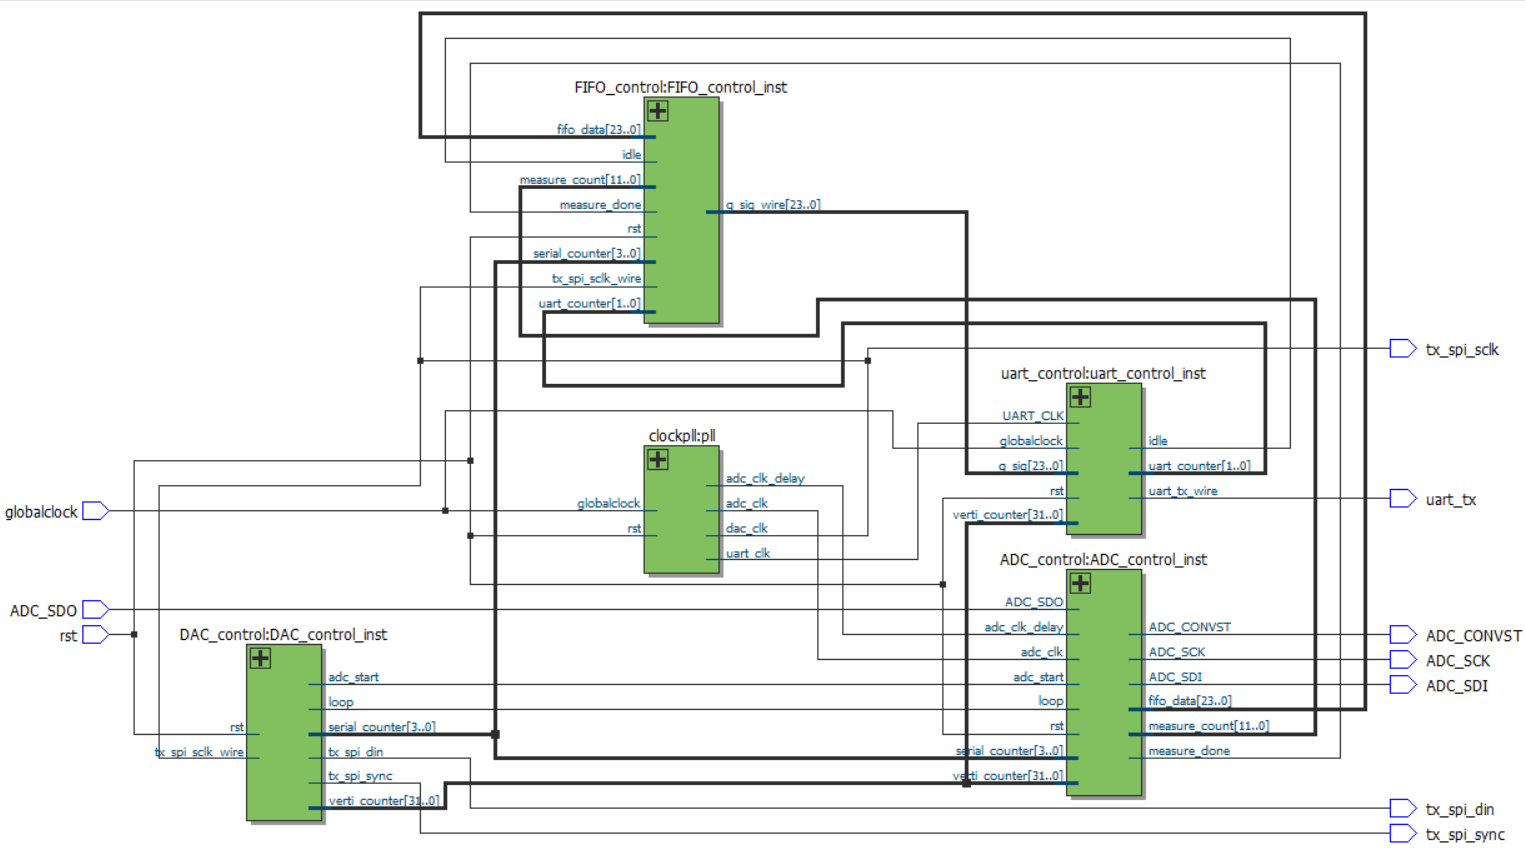 FIFO_control:FIFO_control_inst
fifo_data[23..0]
idle
measure_count[11..0]
measure_done
rst
serial_counter[3..0]
tx_spi_sclk_wire
uart_counter[1..0]
q_sig_wire[23..0]
tx_spi_sclk
uart_control:uart_control_inst
UART_CLK
globalclock
q_sig[23..0]
rst
verti_counter[31..0]
idle
uart_counter[1..0]
uart_tx_wire
uart_tx
clockpll:pll
globalclock
rst
adc_clk_delay
adc_clk
dac_clk
uart_clk
globalclock
ADC_SDO
rst
ADC_control:ADC_control_inst
ADC_SDO
adc_clk_delay
adc_clk
adc_start
loop
rst
serial_counter[3..0]
verti_counter[31..0]
ADC_CONVST
ADC_SCK
ADC_SDI
fifo_data[23..0]
measure_count[11..0]
measure_done
ADC_CONVST
ADC_SCK
ADC_SDI
DAC_control:DAC_control_inst
rst
tx_spi_sclk_wire
adc_start
loop
serial_counter[3..0]
tx_spi_din
tx_spi_sync
verti_counter[31..0]
tx_spi_din
tx_spi_sync